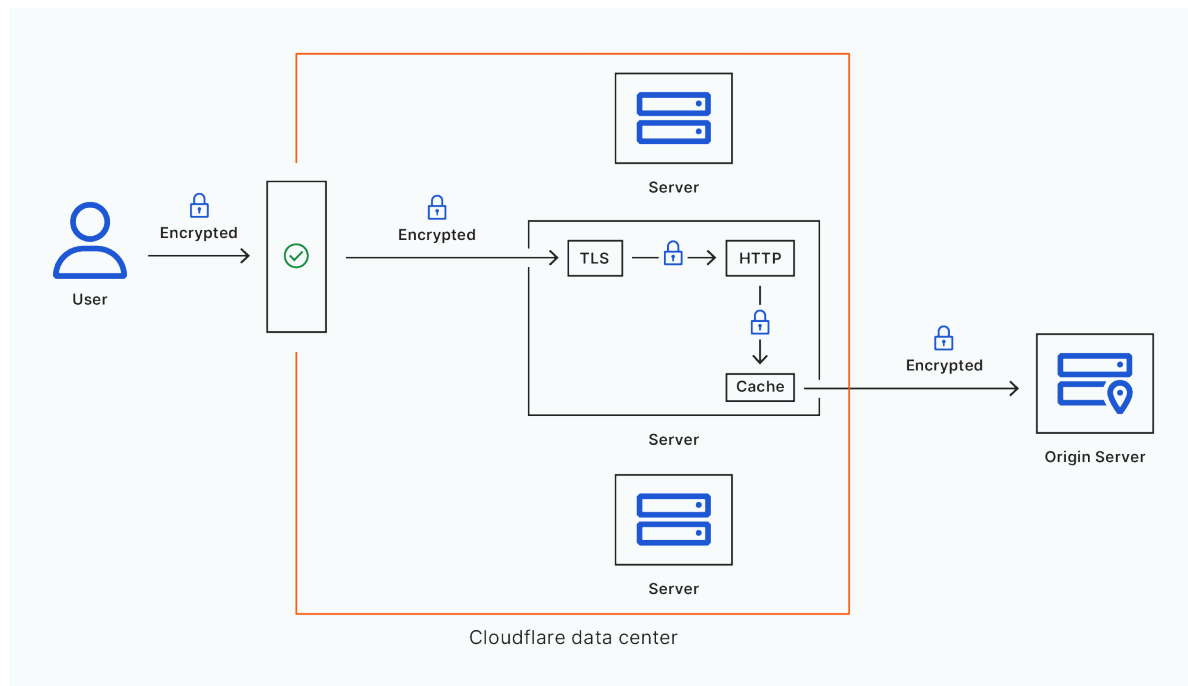 Server
Encrypted
Encrypted
TLS
HTTP
User
Encrypted
Cache
Server
Origin Server
Server
Cloudflare data center